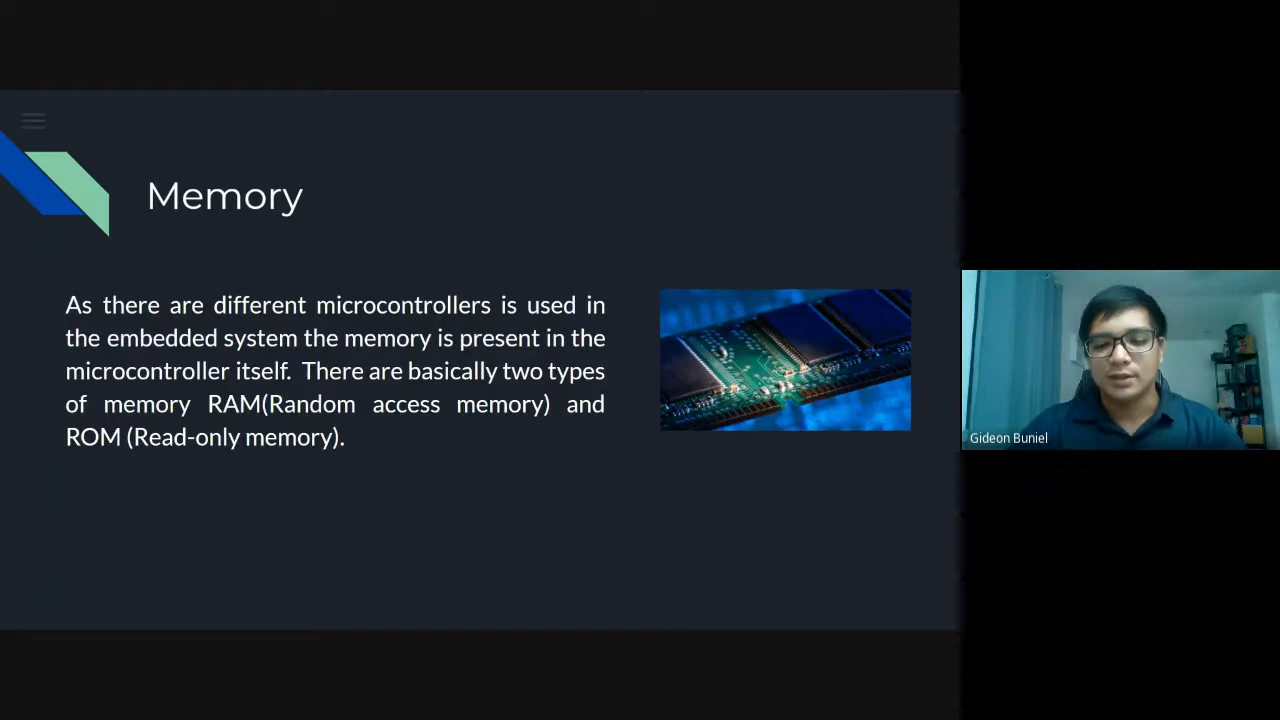 Memory
As there are different microcontrollers is used in
the embedded system the memory is present in the
microcontroller itself.  There are basically two types
of memory RAM(Random access memory) and
ROM (Read-only memory).
Gideon Buniel